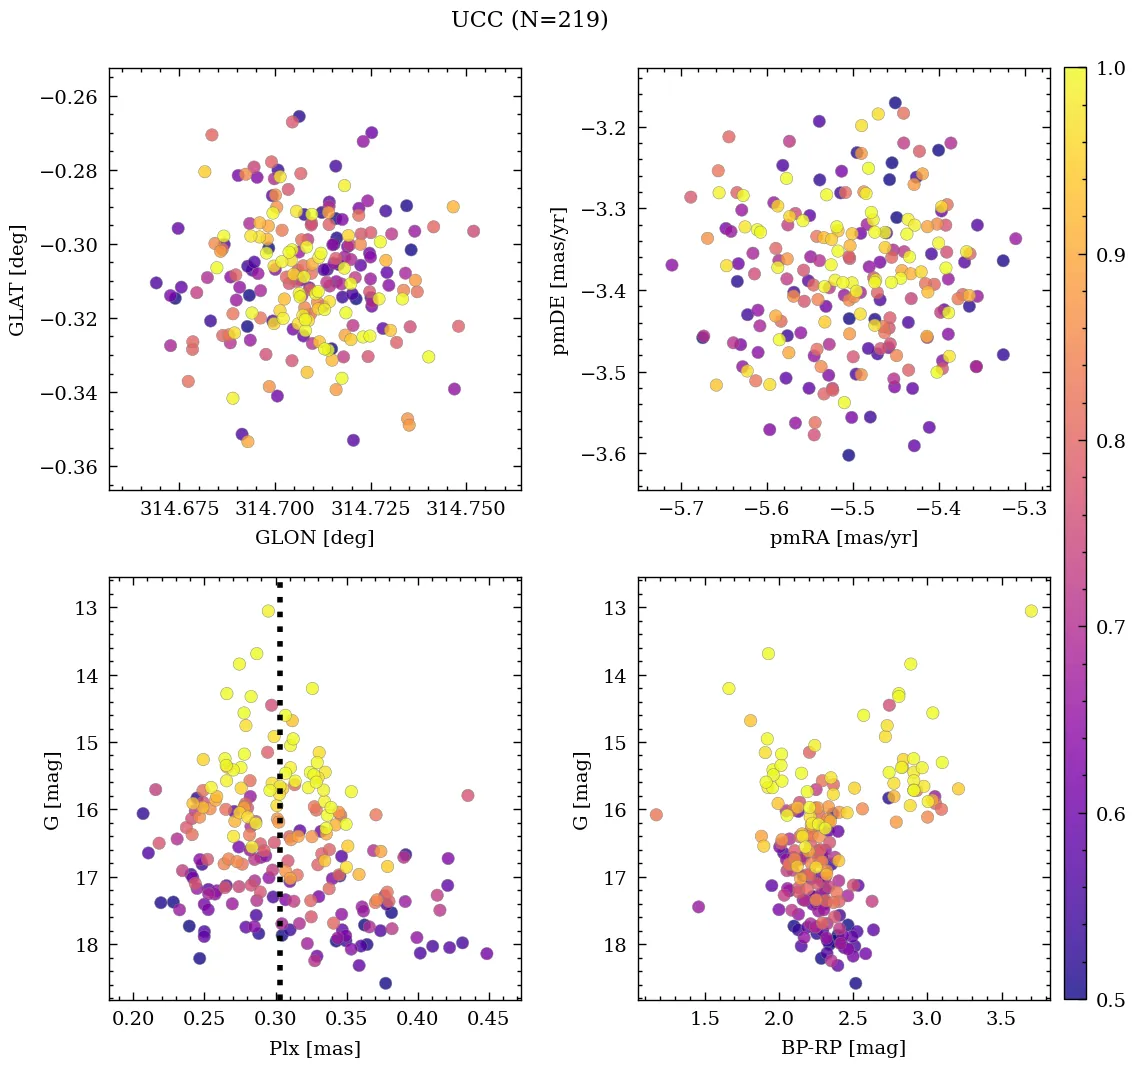 UCC (N=219)
−0.26
−0.28
−0.30
−0.32
−0.34
−0.36
GLAT [deg]
314.675 314.700 314.725 314.750
GLON [deg]
−3.2
−3.3
−3.4
−3.5
−3.6
pmDE [mas/yr]
−5.7 −5.6 −5.5 −5.4 −5.3
pmRA [mas/yr]
13
14
15
16
17
18
G [mag]
0.20 0.25 0.30 0.35 0.40 0.45
Plx [mas]
13
14
15
16
17
18
G [mag]
1.5 2.0 2.5 3.0 3.5
BP-RP [mag]
1.0
0.9
0.8
0.7
0.6
0.5